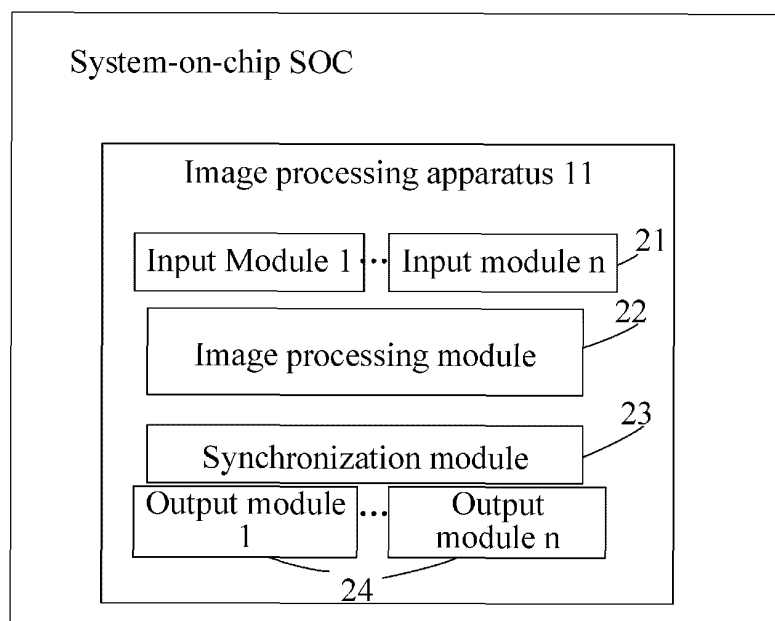 System-on-chip SOC
Image processing apparatus 11
Input Module 1 ... Input module n 21
22
Image processing module
23
Synchronization module
Output module 1 ... Output module n
24